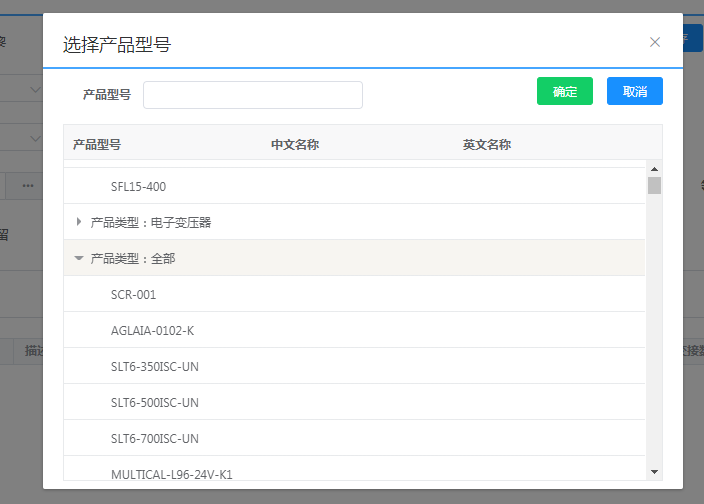 选择产品型号
产品型号
确定 取消
产品型号 中文名称 英文名称
SFL15-400
产品类型：电子变压器
产品类型：全部
SCR-001
AGLAIA-0102-K
SLT6-350ISC-UN
SLT6-500ISC-UN
SLT6-700ISC-UN
MULTICAL-L96-24V-K1
留
描述